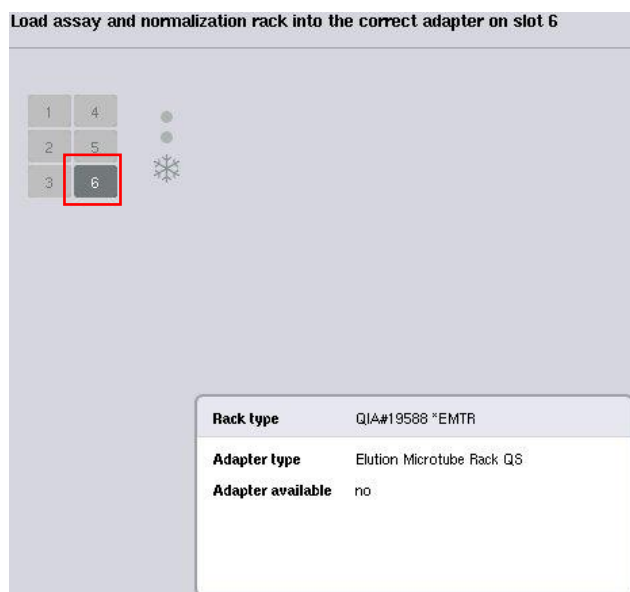 Load assay and normalization rack into the correct adapter on slot 6
1 4
2 5
3 6
Rack type QIA#19588 *EMTR
Adapter type Elution Microtube Rack QS
Adapter available no